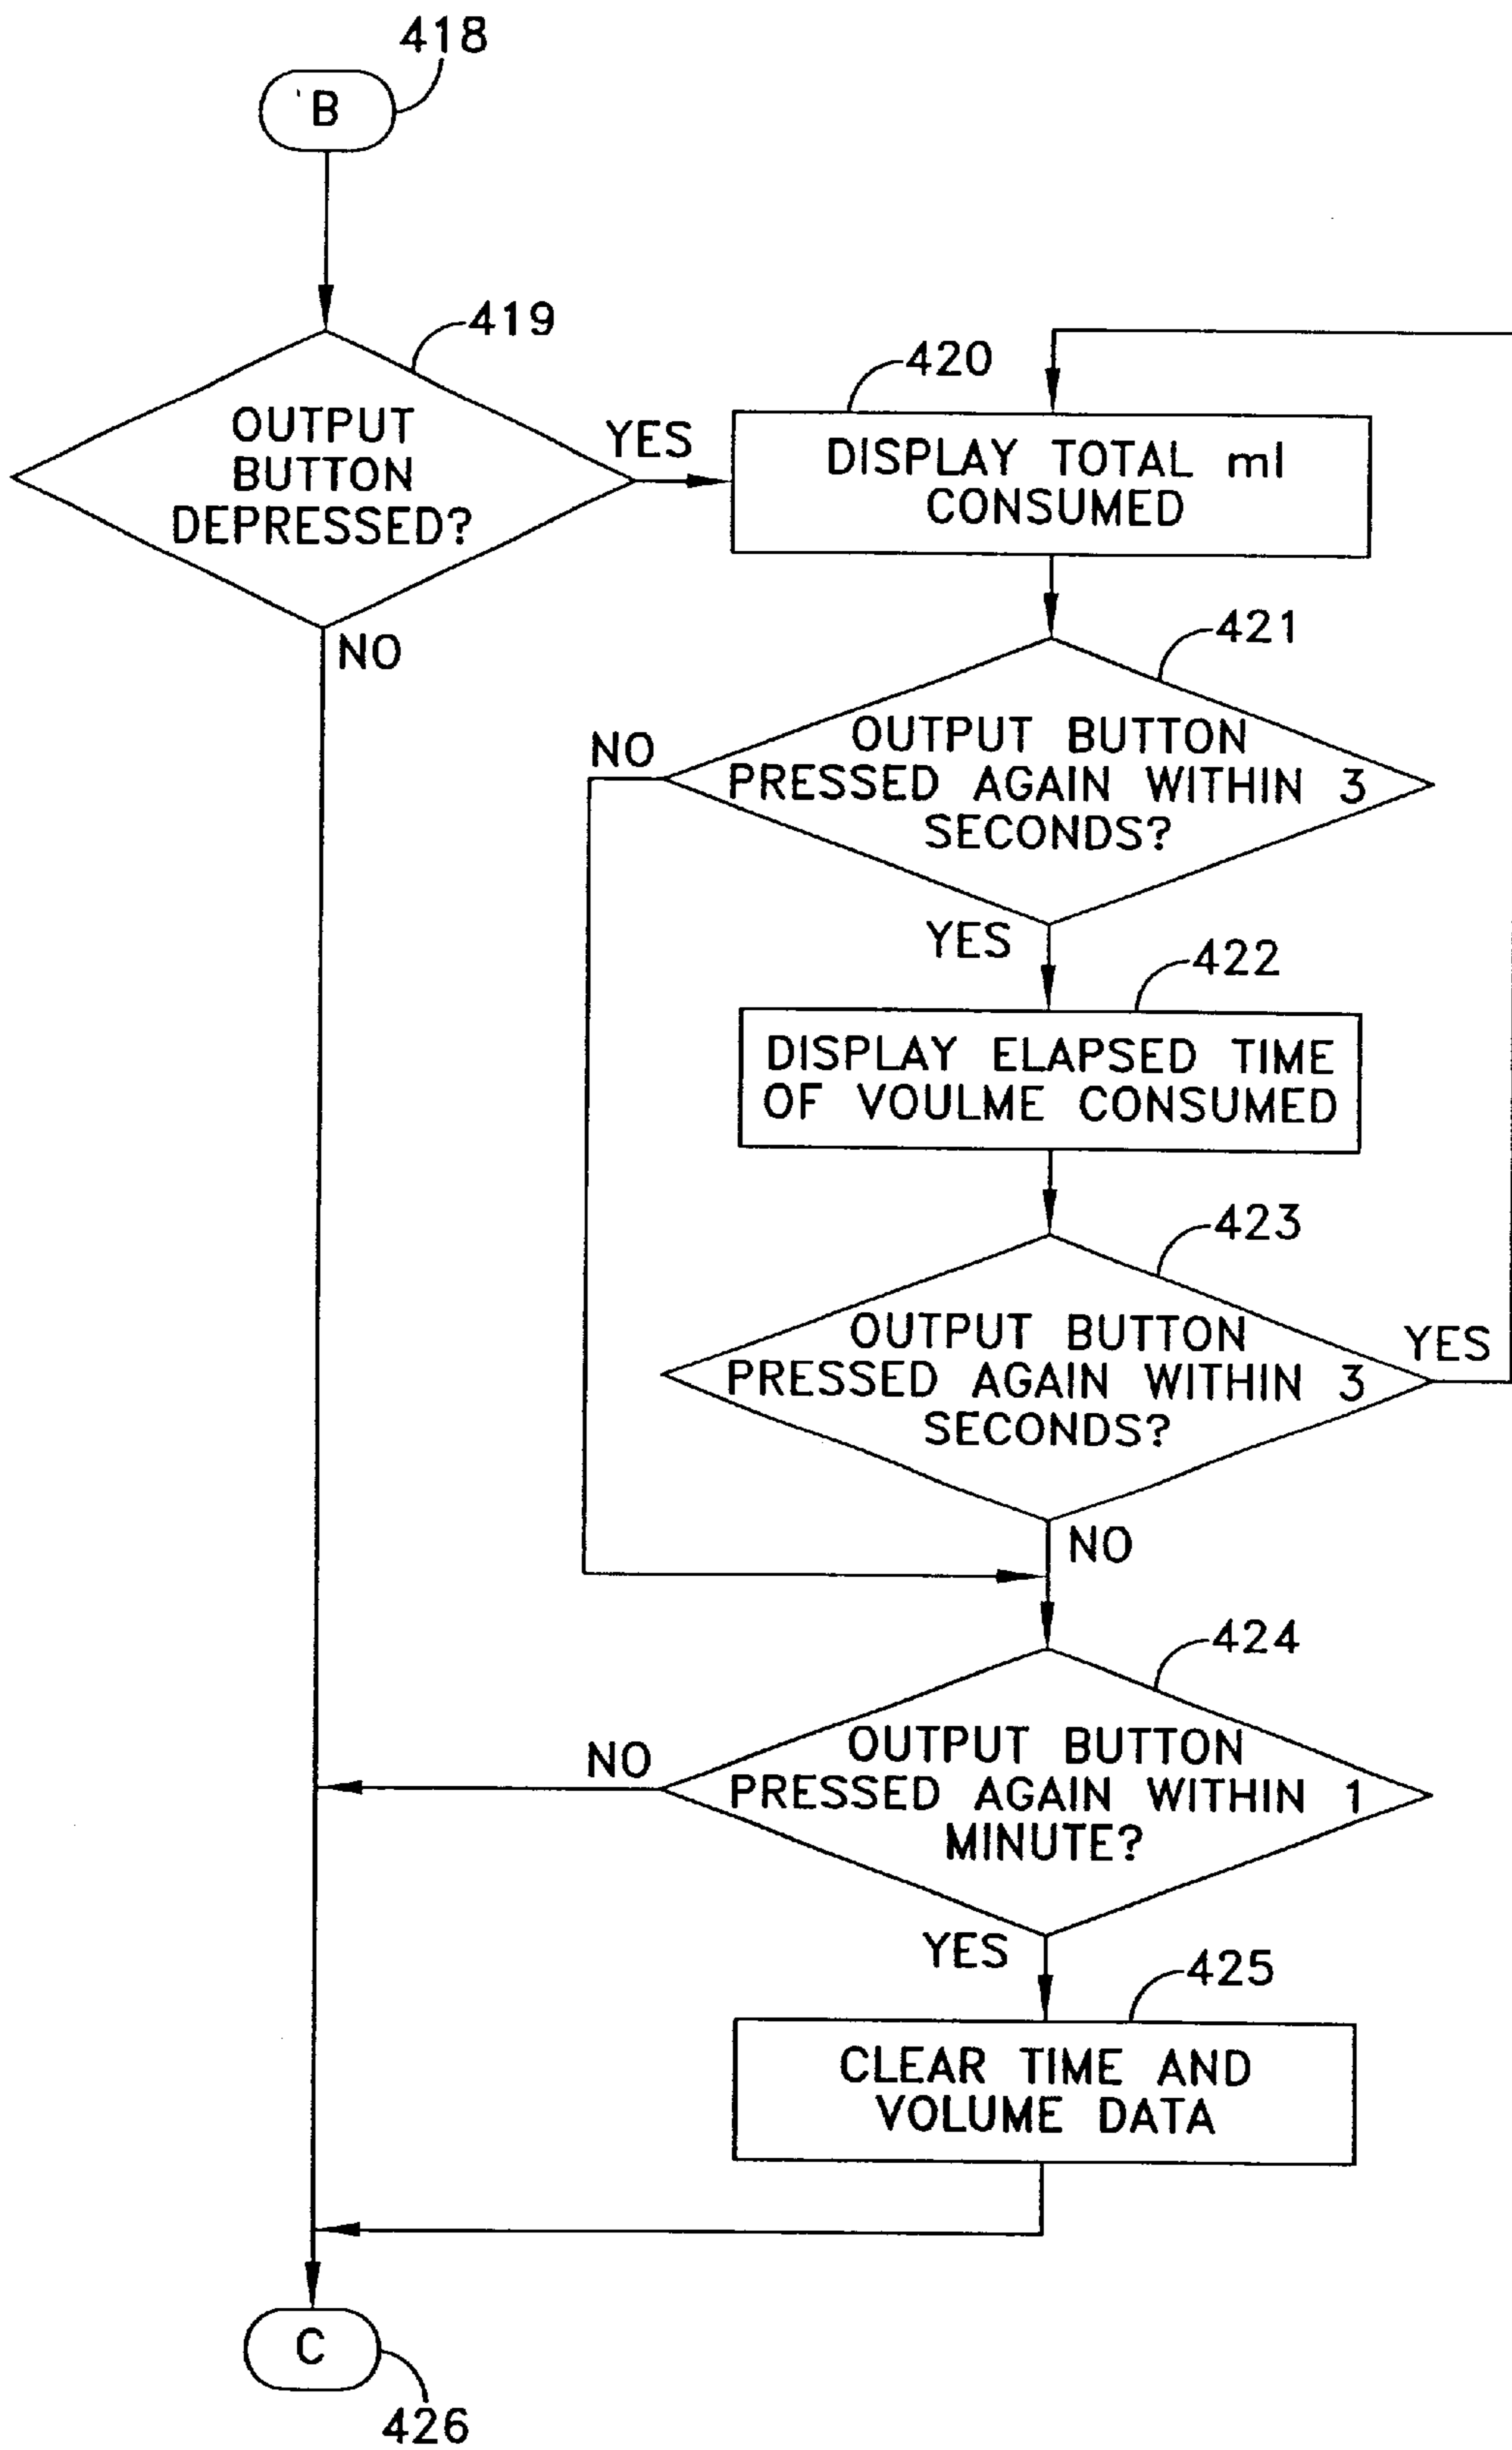 418
B
419
OUTPUT
BUTTON
DEPRESSED?
YES
NO
420
DISPLAY TOTAL ml
CONSUMED
421
OUTPUT BUTTON
PRESSED AGAIN WITHIN 3
SECONDS?
NO
YES
422
DISPLAY ELAPSED TIME
OF VOULME CONSUMED
423
OUTPUT BUTTON
PRESSED AGAIN WITHIN 3
SECONDS?
YES
NO
424
OUTPUT BUTTON
PRESSED AGAIN WITHIN 1
MINUTE?
NO
YES
425
CLEAR TIME AND
VOLUME DATA
C
426